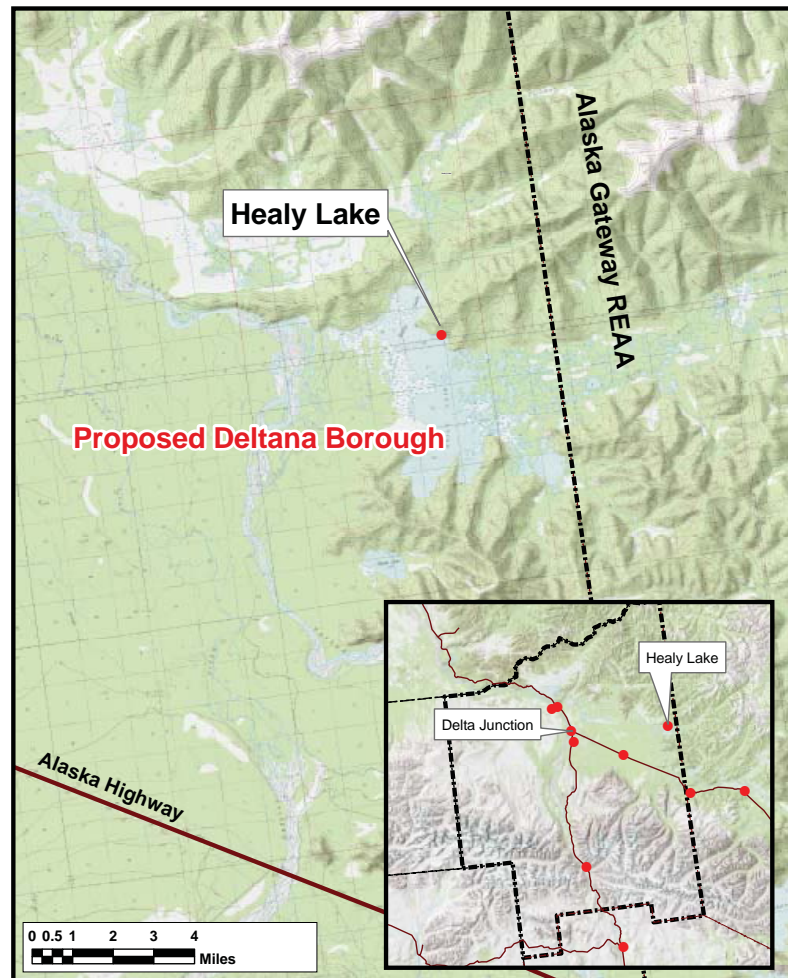 Alaska Gateway REAA
Healy Lake
Proposed Deltana Borough
Healy Lake
Delta Junction
Alaska Highway
0 0.5 1 2 3 4
Miles